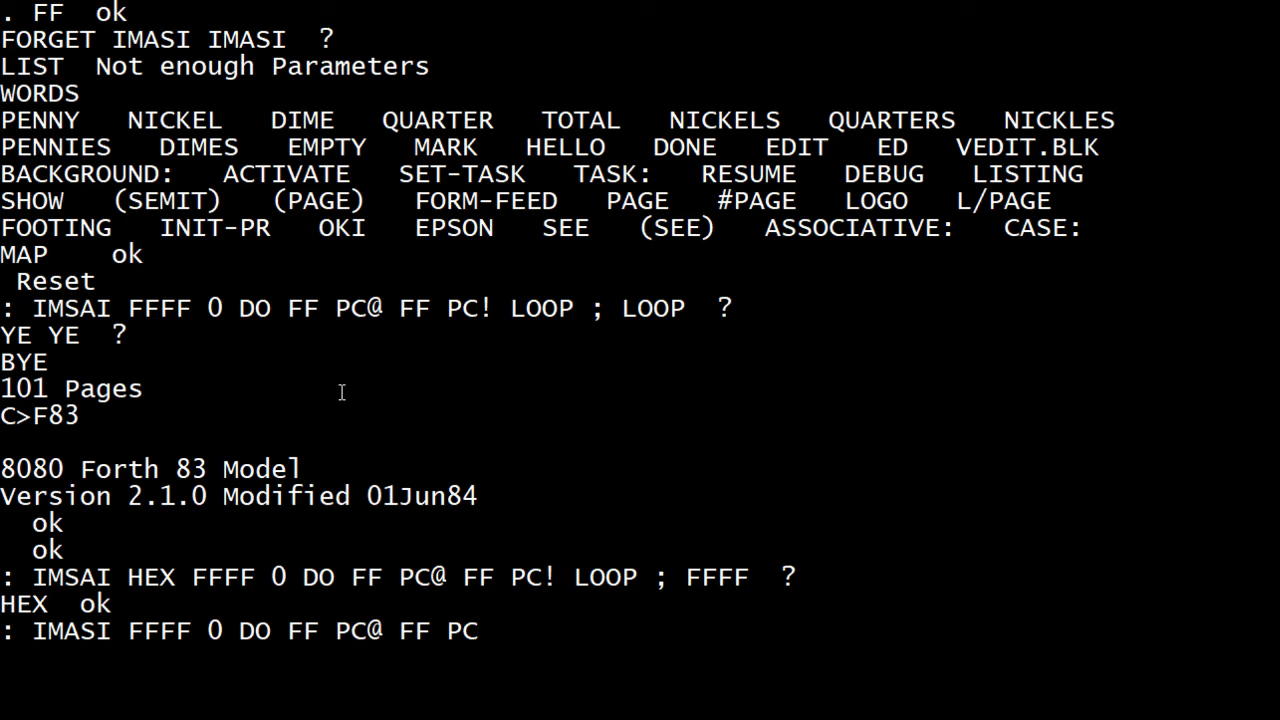 . FF  ok
FORGET IMASI IMASI  ?
LIST  Not enough Parameters
WORDS
PENNY   NICKEL   DIME   QUARTER   TOTAL   NICKELS   QUARTERS   NICKLES
PENNIES   DIMES   EMPTY   MARK   HELLO   DONE   EDIT   ED   VEDIT.BLK
BACKGROUND:   ACTIVATE   SET-TASK   TASK:   RESUME   DEBUG   LISTING
SHOW   (SEMIT)   (PAGE)   FORM-FEED   PAGE   #PAGE   LOGO   L/PAGE
FOOTING   INIT-PR   OKI   EPSON   SEE   (SEE)   ASSOCIATIVE:   CASE:
MAP    ok
 Reset
: IMSAI FFFF 0 DO FF PC@ FF PC! LOOP ; LOOP  ?
YE YE  ?
BYE
101 Pages
C>F83

8080 Forth 83 Model
Version 2.1.0 Modified 01Jun84
  ok
  ok
: IMSAI HEX FFFF 0 DO FF PC@ FF PC! LOOP ; FFFF  ?
HEX  ok
: IMASI FFFF 0 DO FF PC@ FF PC